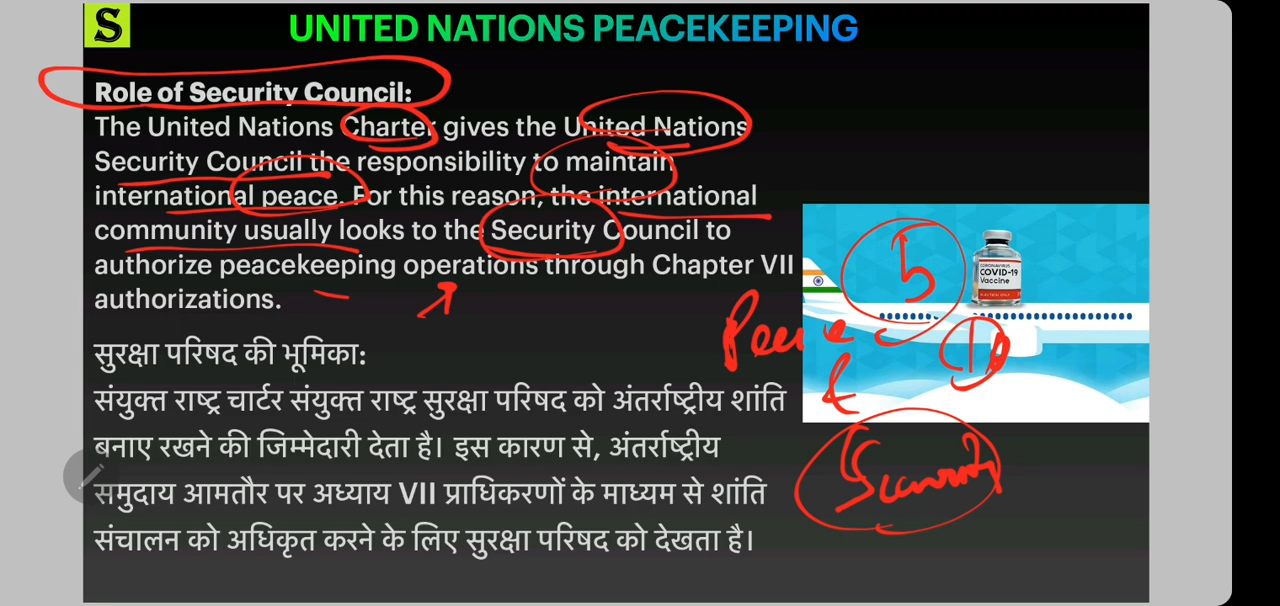 S
UNITED NATIONS PEACEKEEPING
Role of Security Council:
The United Nations Charter gives the United Nations
Security Council the responsibility to maintain
international peace. For this reason, the international
community usually looks to the Security Council to
authorize peacekeeping operations through Chapter VII
authorizations.
सुरक्षा परिषद की भूमिका:
संयुक्त राष्ट्र चार्टर संयुक्त राष्ट्र सुरक्षा परिषद को अंतर्राष्ट्रीय शांति
बनाए रखने की जिम्मेदारी देता है। इस कारण से, अंतर्राष्ट्रीय
समुदाय आमतौर पर अध्याय VII प्राधिकरणों के माध्यम से शांति
संचालन को अधिकृत करने के लिए सुरक्षा परिषद को देखता है।
CORONAVIRUS
COVID-19
Vaccine
5
10
Peace
&
Security